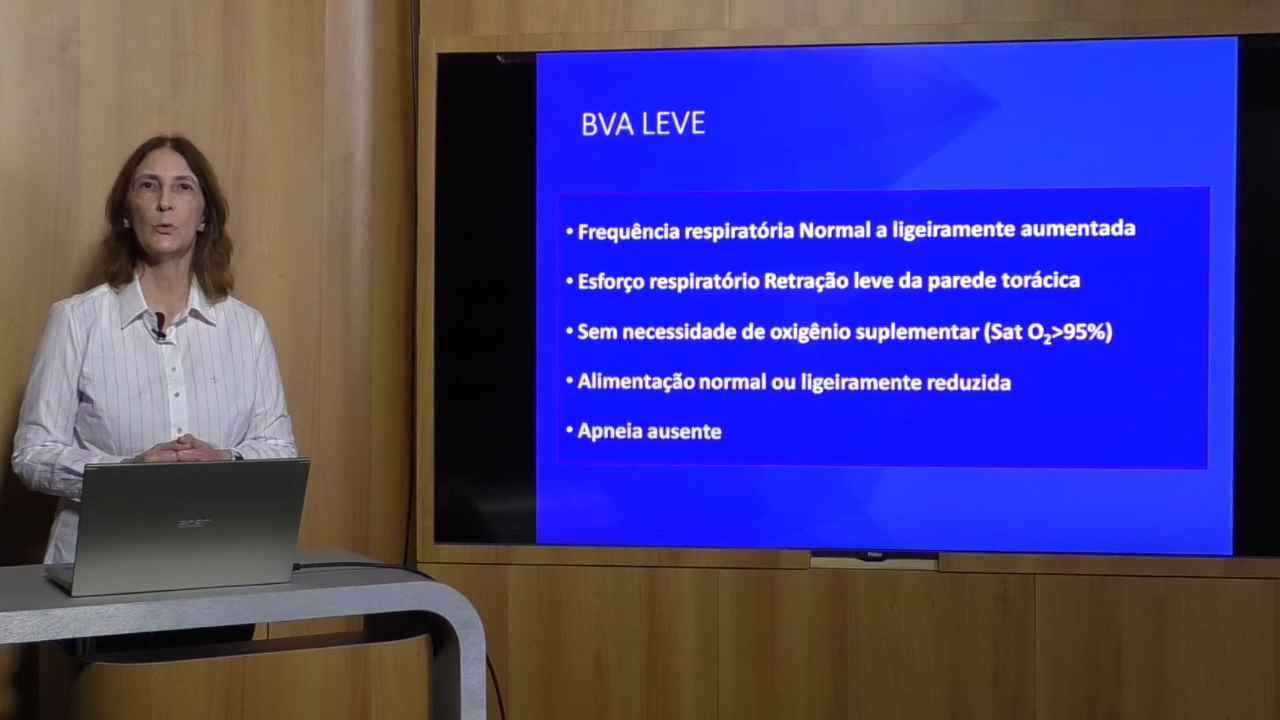 BVA LEVE
• Frequência respiratória Normal a ligeiramente aumentada
• Esforço respiratório Retração leve da parede torácica
• Sem necessidade de oxigênio suplementar (Sat O₂>95%)
• Alimentação normal ou ligeiramente reduzida
• Apneia ausente
acer
Philco